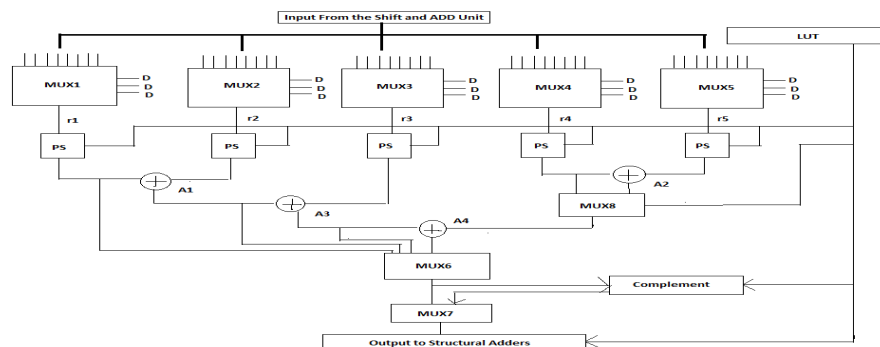 Input From the Shift and ADD Unit
LUT
MUX1
D
D
D
MUX2
D
D
D
MUX3
D
D
D
MUX4
D
D
D
MUX5
D
D
D
r1
r2
r3
r4
r5
PS
PS
PS
PS
PS
A1
A2
A3
MUX8
A4
MUX6
Complement
MUX7
Output to Structural Adders